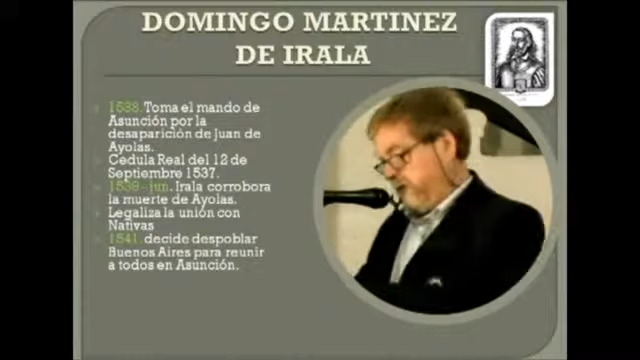 DOMINGO MARTINEZ
DE IRALA
1538. Toma el mando de
Asunción por la
desaparición de Juan de
Ayolas.
Cedula Real del 12 de
Septiembre 1537.
1539-jun. Irala corrobora
la muerte de Ayolas.
Legaliza la unión con
Nativas
1541. decide despoblar
Buenos Aires para reunir
a todos en Asunción.